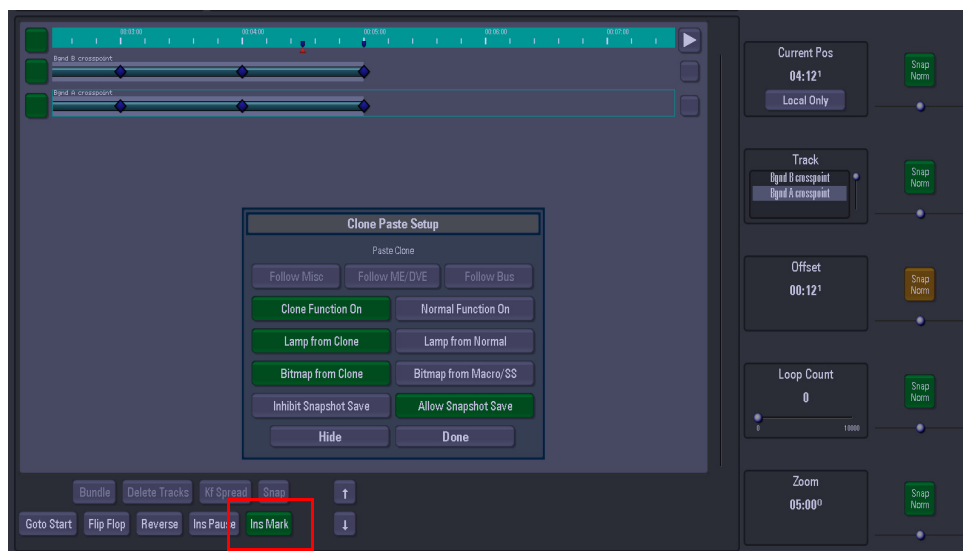 00:03:00 00:04:00 00:05:00 00:06:00 00:07:00
Bgnd B crosspoint
Bgnd A crosspoint
Clone Paste Setup
Paste Clone
Follow Misc Follow ME/DVE Follow Bus
Clone Function On Normal Function On
Lamp from Clone Lamp from Normal
Bitmap from Clone Bitmap from Macro/SS
Inhibit Snapshot Save Allow Snapshot Save
Hide Done
Bundle Delete Tracks Kf Spread Snap ↑
Goto Start Flip Flop Reverse Ins Pause Ins Mark ↓
Current Pos
04:12¹
Local Only
Snap
Norm
Track
Bgnd B crosspoint
Bgnd A crosspoint
Snap
Norm
Offset
00:12¹
Snap
Norm
Loop Count
0
0 10000
Snap
Norm
Zoom
05:00⁰
Snap
Norm